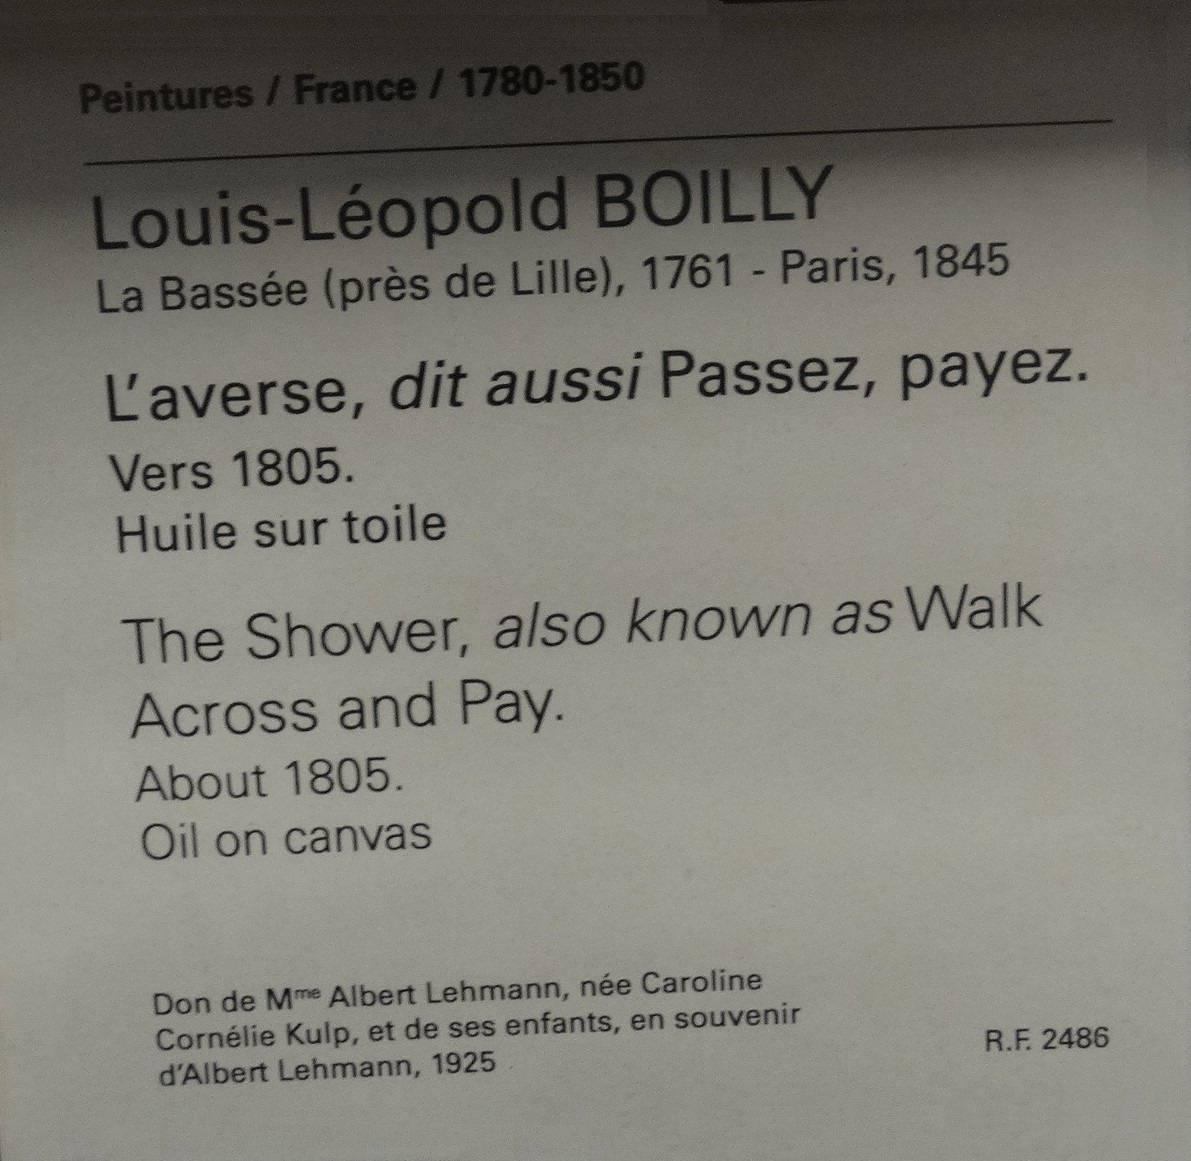 Peintures / France / 1780-1850
Louis-Léopold BOILLY
La Bassée (près de Lille), 1761 - Paris, 1845
L'averse, dit aussi Passez, payez.
Vers 1805.
Huile sur toile
The Shower, also known as Walk
Across and Pay.
About 1805.
Oil on canvas
Don de Mme Albert Lehmann, née Caroline
Cornélie Kulp, et de ses enfants, en souvenir
d'Albert Lehmann, 1925
R.F. 2486